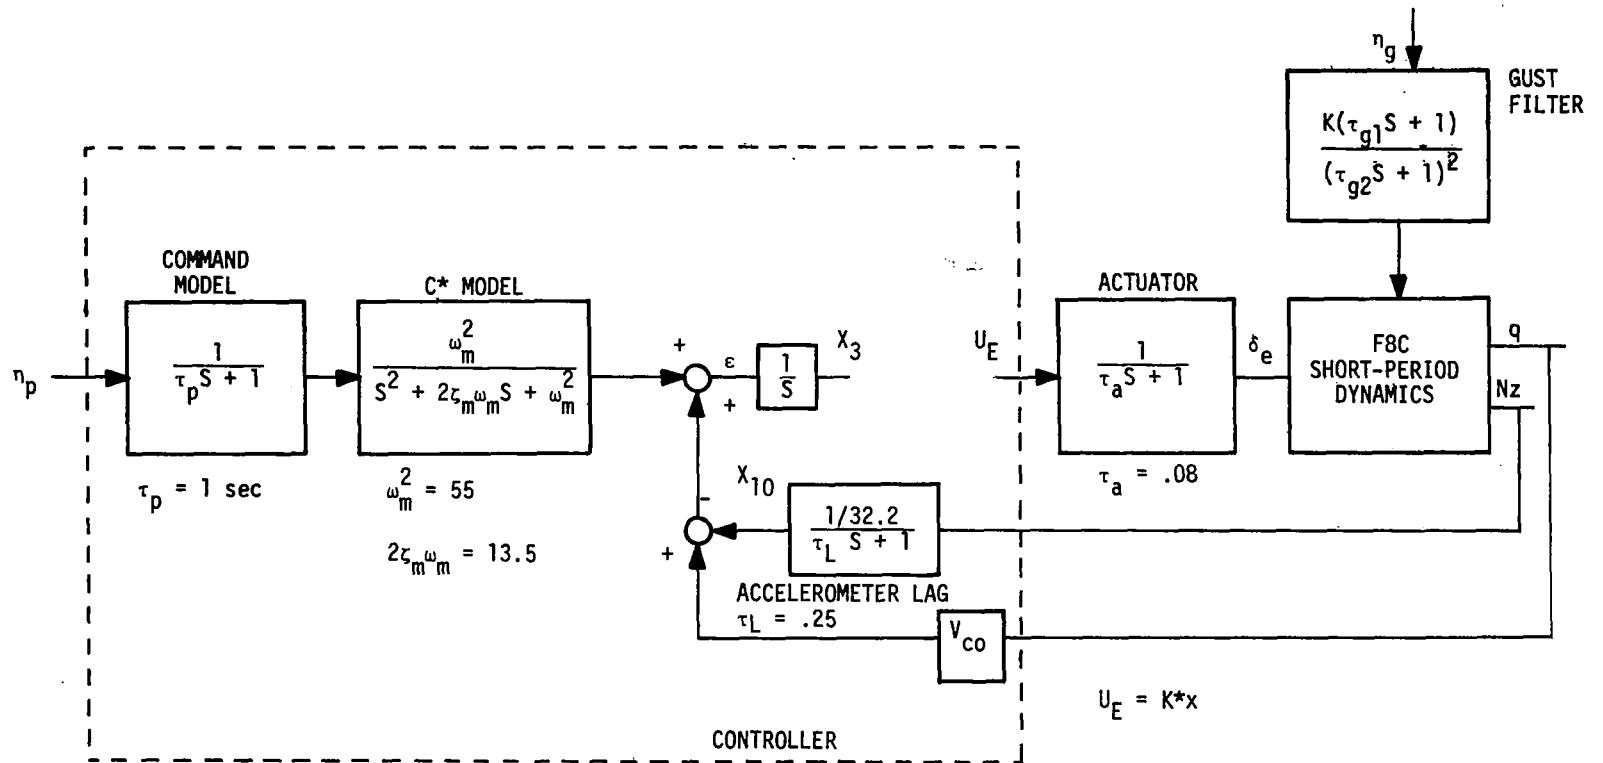 η_g
GUST
FILTER
K(τ_g1 S + 1)
(τ_g2 S + 1)^2
COMMAND
MODEL
C* MODEL
ACTUATOR
1
τ_p S + 1
ω_m^2
S^2 + 2ζ_m ω_m S + ω_m^2
+
ε
+
1
S
X_3
U_E
1
τ_a S + 1
δ_e
F8C
SHORT-PERIOD
DYNAMICS
q
Nz
η_p
τ_p = 1 sec
ω_m^2 = 55
2ζ_m ω_m = 13.5
τ_a = .08
X_10
-
+
1/32.2
τ_L S + 1
ACCELEROMETER LAG
τ_L = .25
V_co
U_E = K*x
CONTROLLER